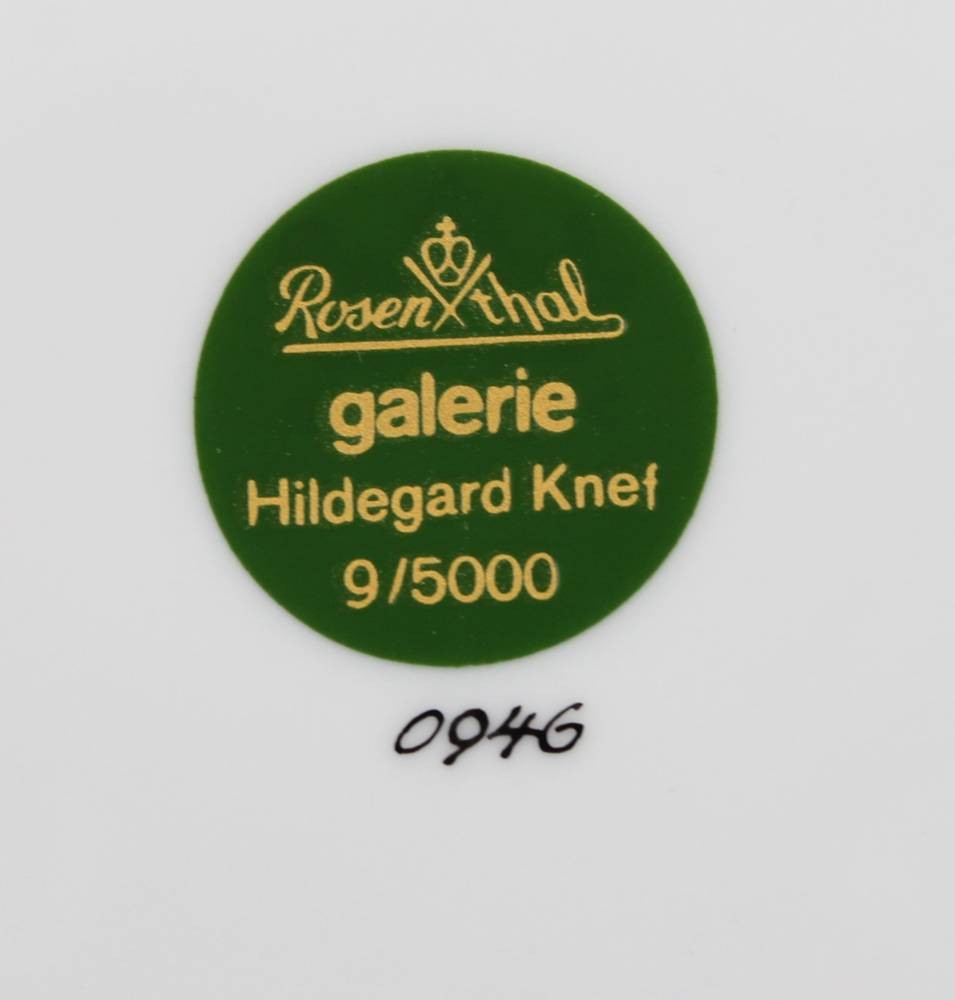 Rosenthal
galerie
Hildegard Knef
9/5000
0946